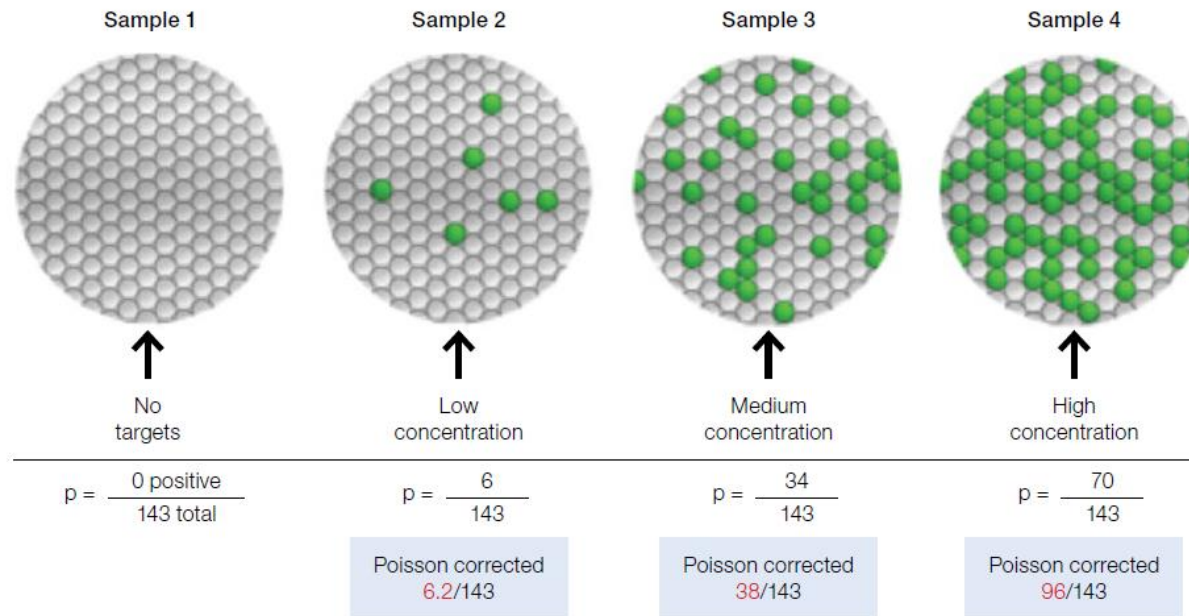 Sample 1
Sample 2
Sample 3
Sample 4
No
targets
Low
concentration
Medium
concentration
High
concentration
p = 0 positive
143 total
p = 6
143
p = 34
143
p = 70
143
Poisson corrected
6.2/143
Poisson corrected
38/143
Poisson corrected
96/143